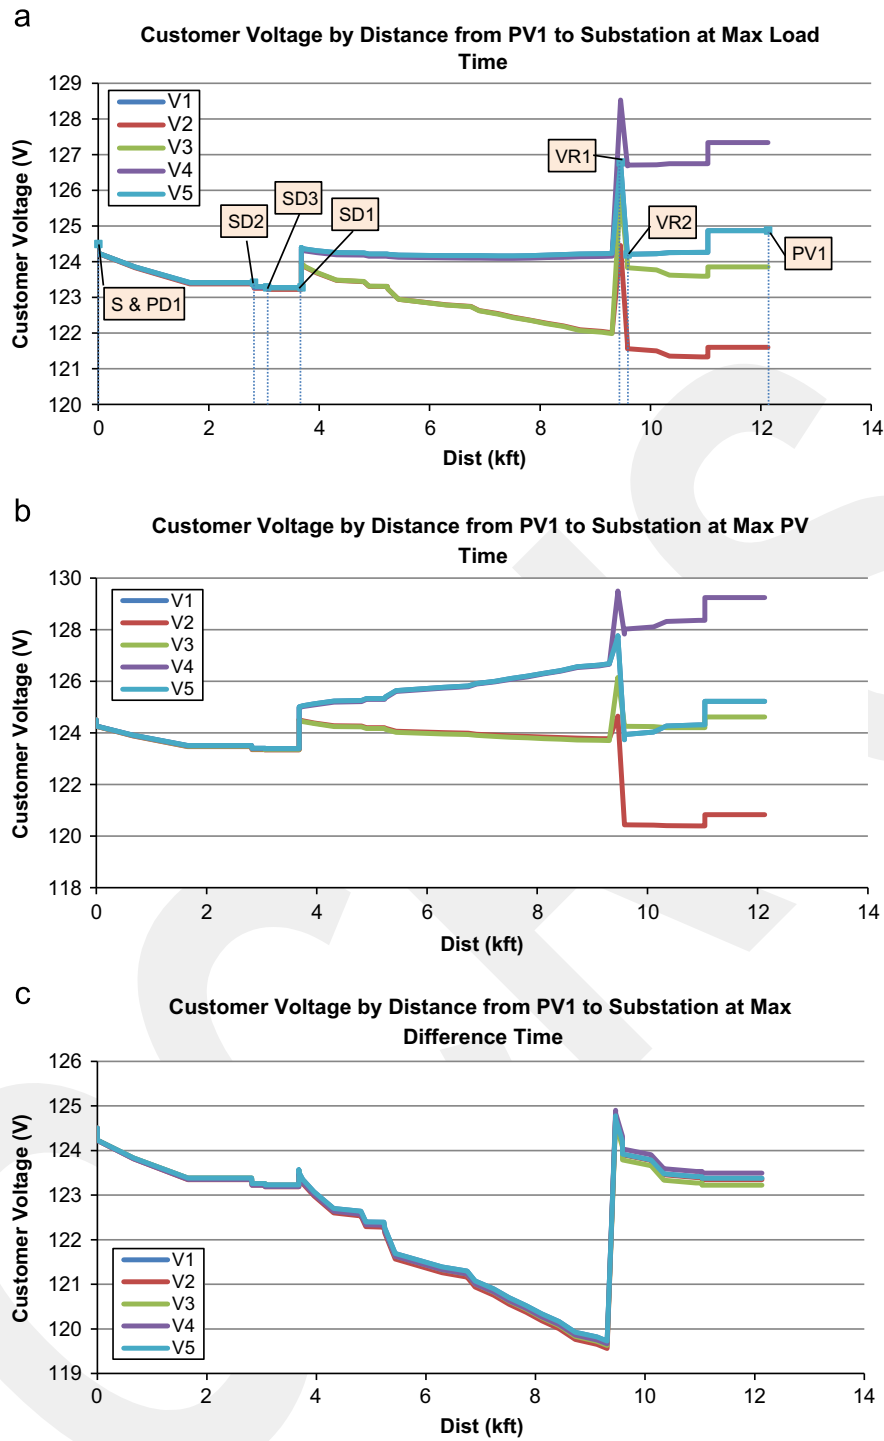 a
Customer Voltage by Distance from PV1 to Substation at Max Load
Time
Customer Voltage (V)
129
128
127
126
125
124
123
122
121
120
V1
V2
V3
V4
V5
S & PD1
SD2
SD3
SD1
VR1
VR2
PV1
0 2 4 6 8 10 12 14
Dist (kft)
b
Customer Voltage by Distance from PV1 to Substation at Max PV
Time
Customer Voltage (V)
130
128
126
124
122
120
118
V1
V2
V3
V4
V5
0 2 4 6 8 10 12 14
Dist (kft)
c
Customer Voltage by Distance from PV1 to Substation at Max
Difference Time
Customer Voltage (V)
126
125
124
123
122
121
120
119
V1
V2
V3
V4
V5
0 2 4 6 8 10 12 14
Dist (kft)